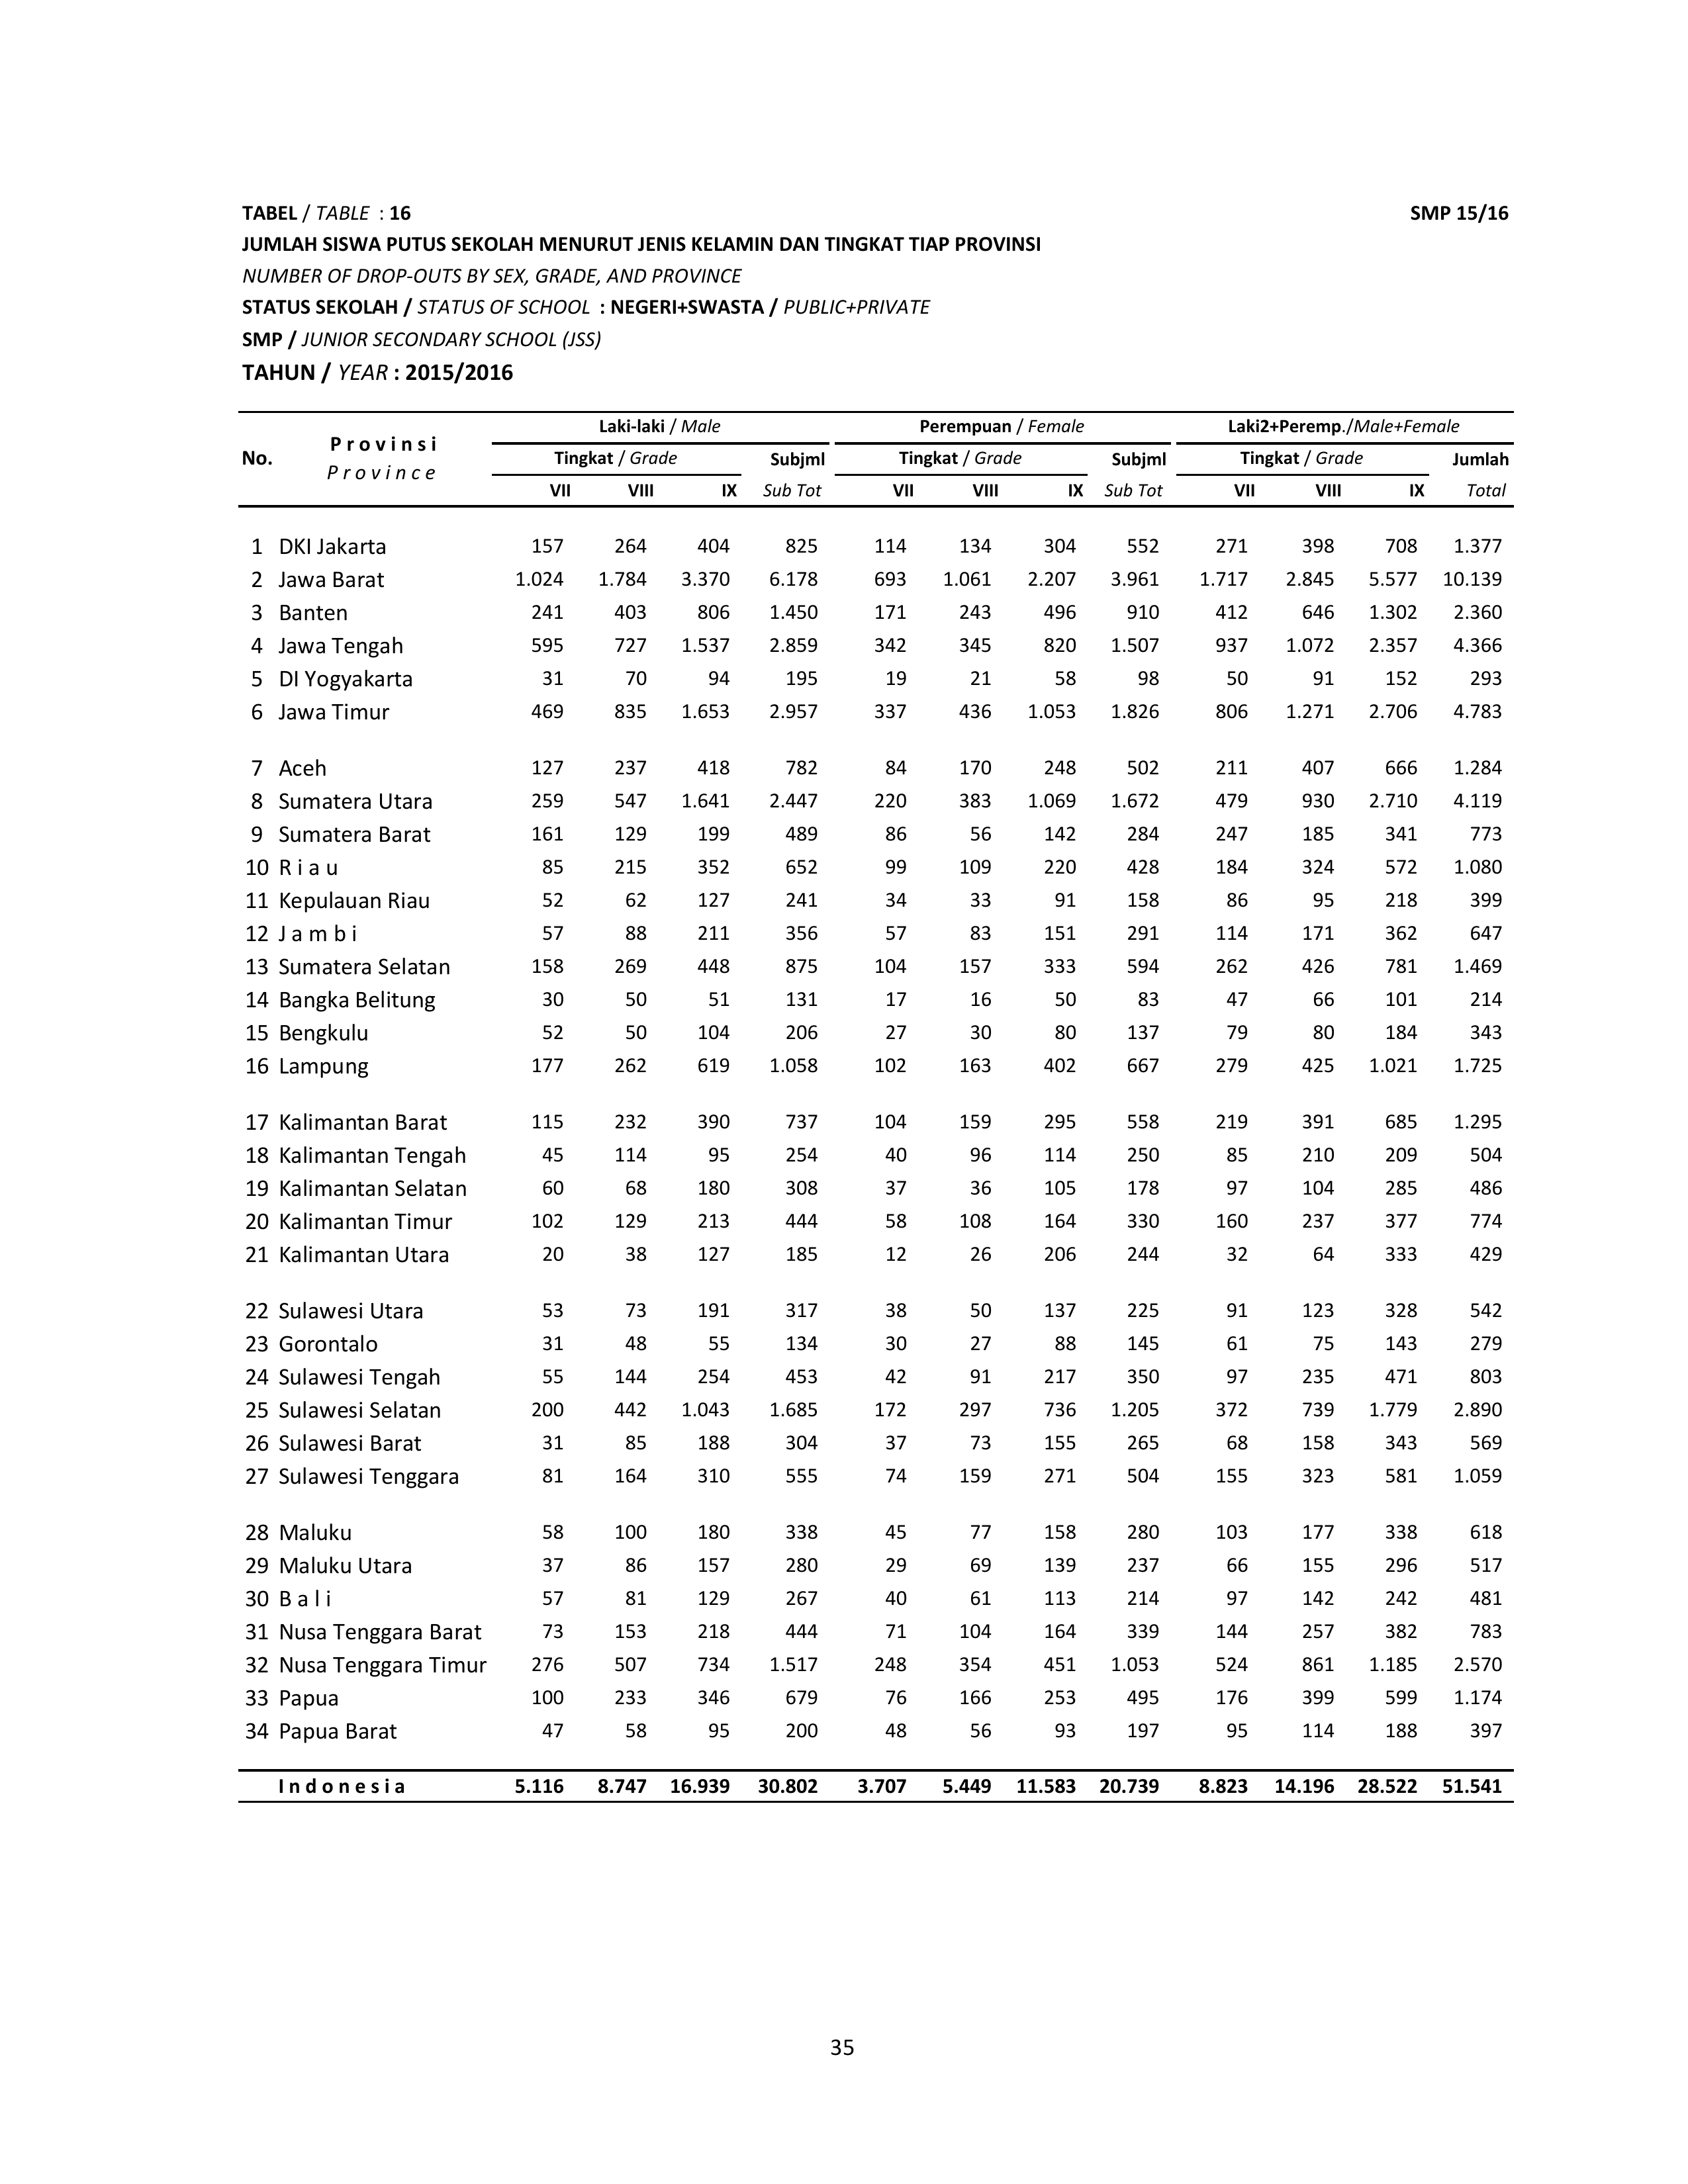 TABEL / TABLE : 16 SMP 15/16
JUMLAH SISWA PUTUS SEKOLAH MENURUT JENIS KELAMIN DAN TINGKAT TIAP PROVINSI
NUMBER OF DROP-OUTS BY SEX, GRADE, AND PROVINCE
STATUS SEKOLAH / STATUS OF SCHOOL : NEGERI+SWASTA / PUBLIC+PRIVATE
SMP / JUNIOR SECONDARY SCHOOL (JSS)
TAHUN / YEAR : 2015/2016
Laki-laki / Male Perempuan / Female Laki2+Peremp./Male+Female
No. P r o v i n s i Tingkat / Grade Subjml Tingkat / Grade Subjml Tingkat / Grade Jumlah
P r o v i n c e VII VIII IX Sub Tot VII VIII IX Sub Tot VII VIII IX Total
1 DKI Jakarta 157 264 404 825 114 134 304 552 271 398 708 1.377
2 Jawa Barat 1.024 1.784 3.370 6.178 693 1.061 2.207 3.961 1.717 2.845 5.577 10.139
3 Banten 241 403 806 1.450 171 243 496 910 412 646 1.302 2.360
4 Jawa Tengah 595 727 1.537 2.859 342 345 820 1.507 937 1.072 2.357 4.366
5 DI Yogyakarta 31 70 94 195 19 21 58 98 50 91 152 293
6 Jawa Timur 469 835 1.653 2.957 337 436 1.053 1.826 806 1.271 2.706 4.783
7 Aceh 127 237 418 782 84 170 248 502 211 407 666 1.284
8 Sumatera Utara 259 547 1.641 2.447 220 383 1.069 1.672 479 930 2.710 4.119
9 Sumatera Barat 161 129 199 489 86 56 142 284 247 185 341 773
10 R i a u 85 215 352 652 99 109 220 428 184 324 572 1.080
11 Kepulauan Riau 52 62 127 241 34 33 91 158 86 95 218 399
12 J a m b i 57 88 211 356 57 83 151 291 114 171 362 647
13 Sumatera Selatan 158 269 448 875 104 157 333 594 262 426 781 1.469
14 Bangka Belitung 30 50 51 131 17 16 50 83 47 66 101 214
15 Bengkulu 52 50 104 206 27 30 80 137 79 80 184 343
16 Lampung 177 262 619 1.058 102 163 402 667 279 425 1.021 1.725
17 Kalimantan Barat 115 232 390 737 104 159 295 558 219 391 685 1.295
18 Kalimantan Tengah 45 114 95 254 40 96 114 250 85 210 209 504
19 Kalimantan Selatan 60 68 180 308 37 36 105 178 97 104 285 486
20 Kalimantan Timur 102 129 213 444 58 108 164 330 160 237 377 774
21 Kalimantan Utara 20 38 127 185 12 26 206 244 32 64 333 429
22 Sulawesi Utara 53 73 191 317 38 50 137 225 91 123 328 542
23 Gorontalo 31 48 55 134 30 27 88 145 61 75 143 279
24 Sulawesi Tengah 55 144 254 453 42 91 217 350 97 235 471 803
25 Sulawesi Selatan 200 442 1.043 1.685 172 297 736 1.205 372 739 1.779 2.890
26 Sulawesi Barat 31 85 188 304 37 73 155 265 68 158 343 569
27 Sulawesi Tenggara 81 164 310 555 74 159 271 504 155 323 581 1.059
28 Maluku 58 100 180 338 45 77 158 280 103 177 338 618
29 Maluku Utara 37 86 157 280 29 69 139 237 66 155 296 517
30 B a l i 57 81 129 267 40 61 113 214 97 142 242 481
31 Nusa Tenggara Barat 73 153 218 444 71 104 164 339 144 257 382 783
32 Nusa Tenggara Timur 276 507 734 1.517 248 354 451 1.053 524 861 1.185 2.570
33 Papua 100 233 346 679 76 166 253 495 176 399 599 1.174
34 Papua Barat 47 58 95 200 48 56 93 197 95 114 188 397
I n d o n e s i a 5.116 8.747 16.939 30.802 3.707 5.449 11.583 20.739 8.823 14.196 28.522 51.541
35